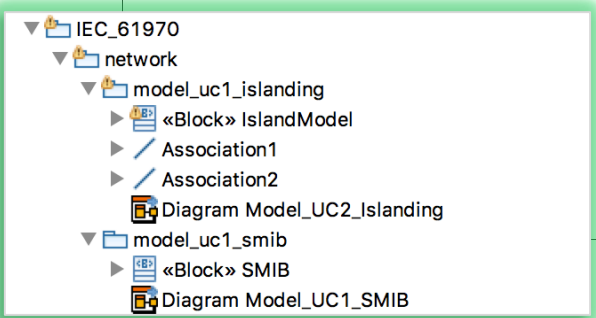 IEC_61970
network
model_uc1_islanding
«Block» IslandModel
Association1
Association2
Diagram Model_UC2_Islanding
model_uc1_smib
«Block» SMIB
Diagram Model_UC1_SMIB